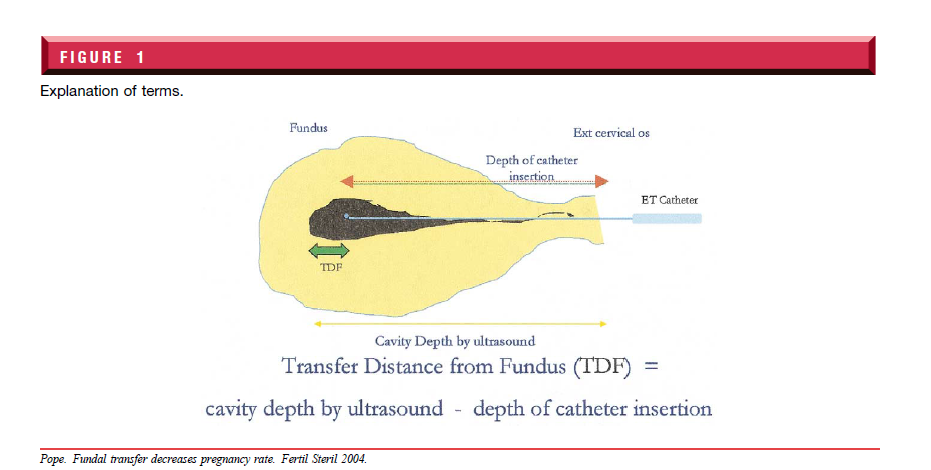 FIGURE 1
Explanation of terms.
Fundus
Ext cervical os
Depth of catheter
insertion
ET Catheter
TDF
Cavity Depth by ultrasound
Transfer Distance from Fundus (TDF) =
cavity depth by ultrasound - depth of catheter insertion
Pope. Fundal transfer decreases pregnancy rate. Fertil Steril 2004.